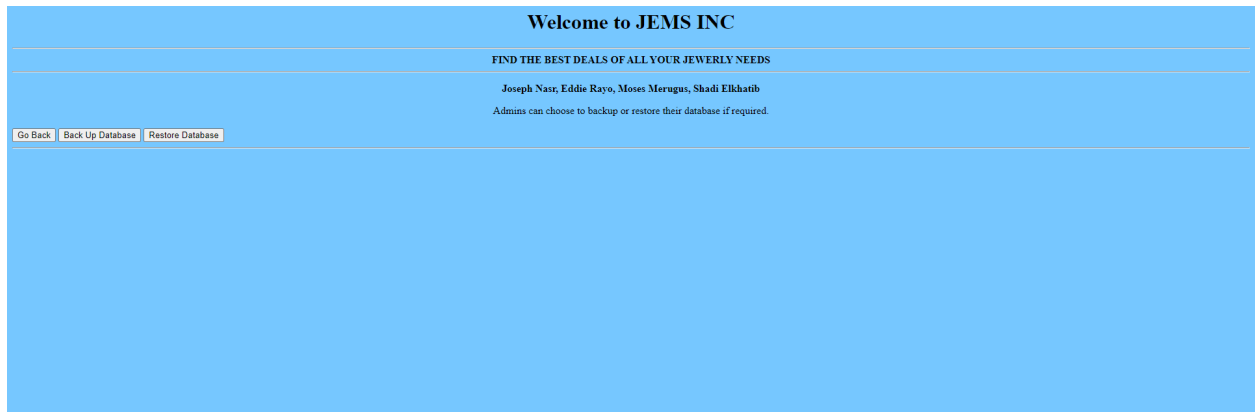 Welcome to JEMS INC
FIND THE BEST DEALS OF ALL YOUR JEWERLY NEEDS
Joseph Nasr, Eddie Rayo, Moses Merugus, Shadi Elkhatib
Admins can choose to backup or restore their database if required.
Go Back Back Up Database Restore Database